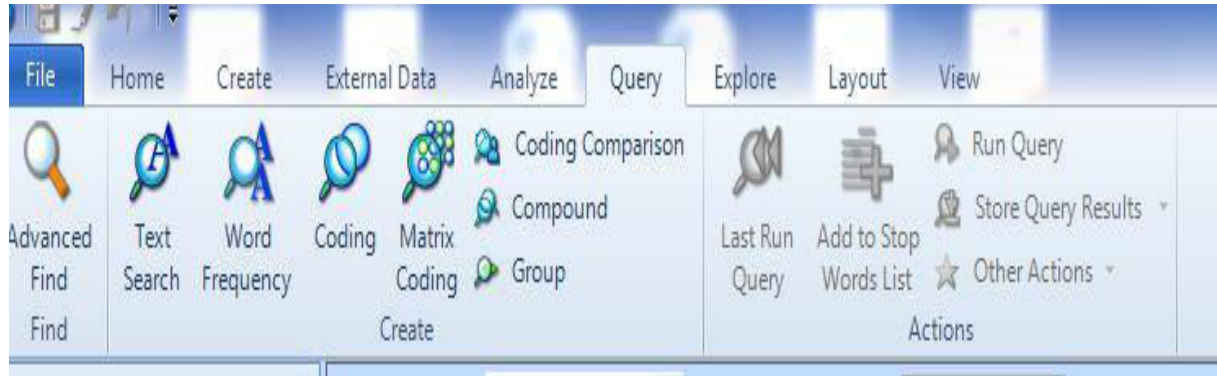 File Home Create External Data Analyze Query Explore Layout View
Advanced Find
Text Search
Word Frequency
Coding
Matrix Coding
Coding Comparison
Compound
Group
Last Run Query
Add to Stop Words List
Run Query
Store Query Results
Other Actions
Find Create Actions